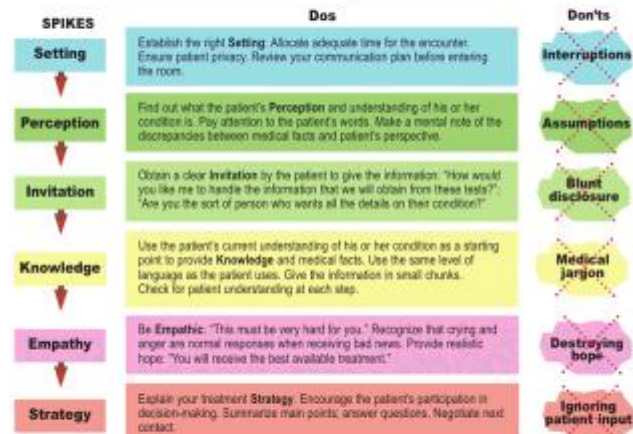 SPIKES
Dos
Don'ts
Setting
Establish the right Setting. Allocate adequate time for the encounter.
Ensure patient privacy. Review your communication plan before entering
the room.
Interruptions
Perception
Find out what the patient's Perception and understanding of his or her
condition is. Pay attention to the patient's words. Make a mental note of the
discrepancies between medical facts and patient's perspective.
Assumptions
Invitation
Obtain a clear Invitation by the patient to give the information: "How would
you like me to handle the information that we will obtain from these tests?";
"Are you the sort of person who wants all the details on their condition?"
Blunt
disclosure
Knowledge
Use the patient's current understanding of his or her condition as a starting
point to provide Knowledge and medical facts. Use the same level of
language as the patient uses. Give the information in small chunks.
Check for patient understanding at each step.
Medical
jargon
Empathy
Be Empathic: "This must be very hard for you." Recognize that crying and
anger are normal responses when receiving bad news. Provide realistic
hope: "You will receive the best available treatment."
Destroying
hope
Strategy
Explain your treatment Strategy. Encourage the patient's participation in
decision-making. Summarize main points; answer questions. Negotiate next
contact.
Ignoring
patient input